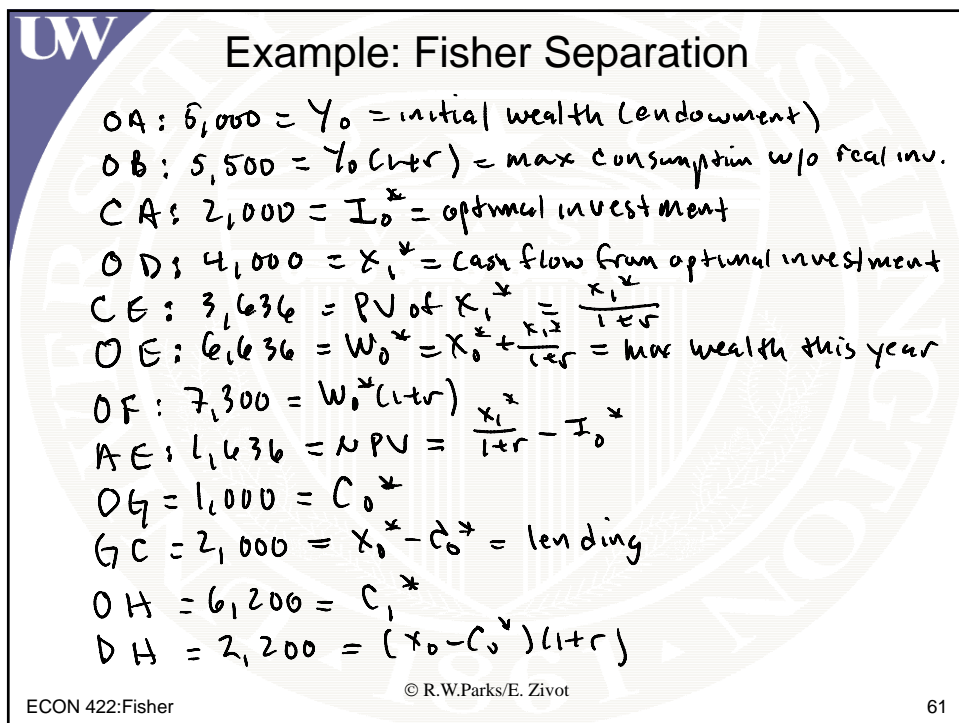 UW
Example: Fisher Separation
OA: 5,000 = Y₀ = initial wealth (endowment)
OB: 5,500 = Y₀(1+r) = max consumption w/o real inv.
CA: 2,000 = I₀* = optimal investment
OD: 4,000 = X₁* = cash flow from optimal investment
CE: 3,636 = PV of X₁* = X₁*/(1+r)
OE: 6,636 = W₀* = X₀* + X₁*/(1+r) = max wealth this year
OF: 7,300 = W₀*(1+r)
AE: 1,636 = NPV = X₁*/(1+r) - I₀*
OG = 1,000 = C₀*
GC = 2,000 = X₀* - C₀* = lending
OH = 6,200 = C₁*
DH = 2,200 = (X₀ - C₀*)(1+r)
© R.W.Parks/E. Zivot
ECON 422:Fisher
61